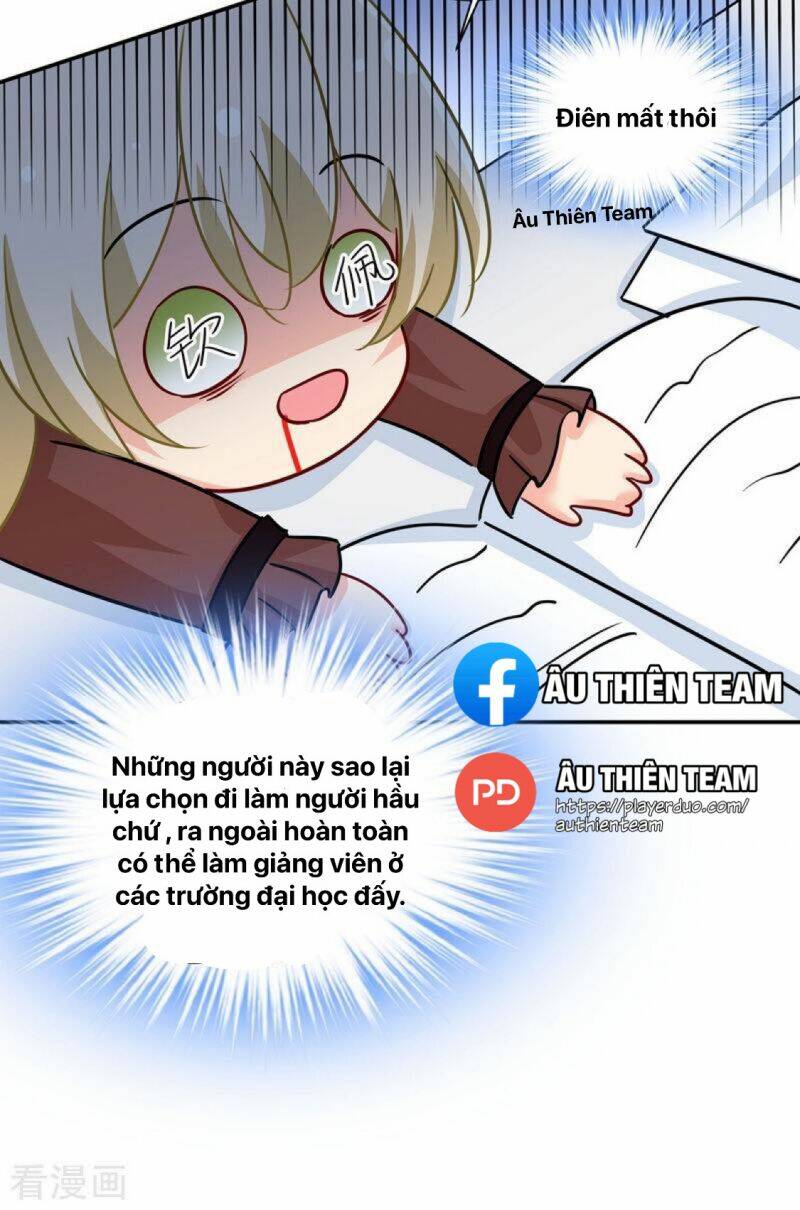 Điên mất thôi
Âu Thiên Team
钦 佩
ÂU THIÊN TEAM
Những người này sao lại
lựa chọn đi làm người hầu
chứ , ra ngoài hoàn toàn
có thể làm giảng viên ở
các trường đại học đấy.
PD
ÂU THIÊN TEAM
https://playerduo.com/
authienteam
看漫画